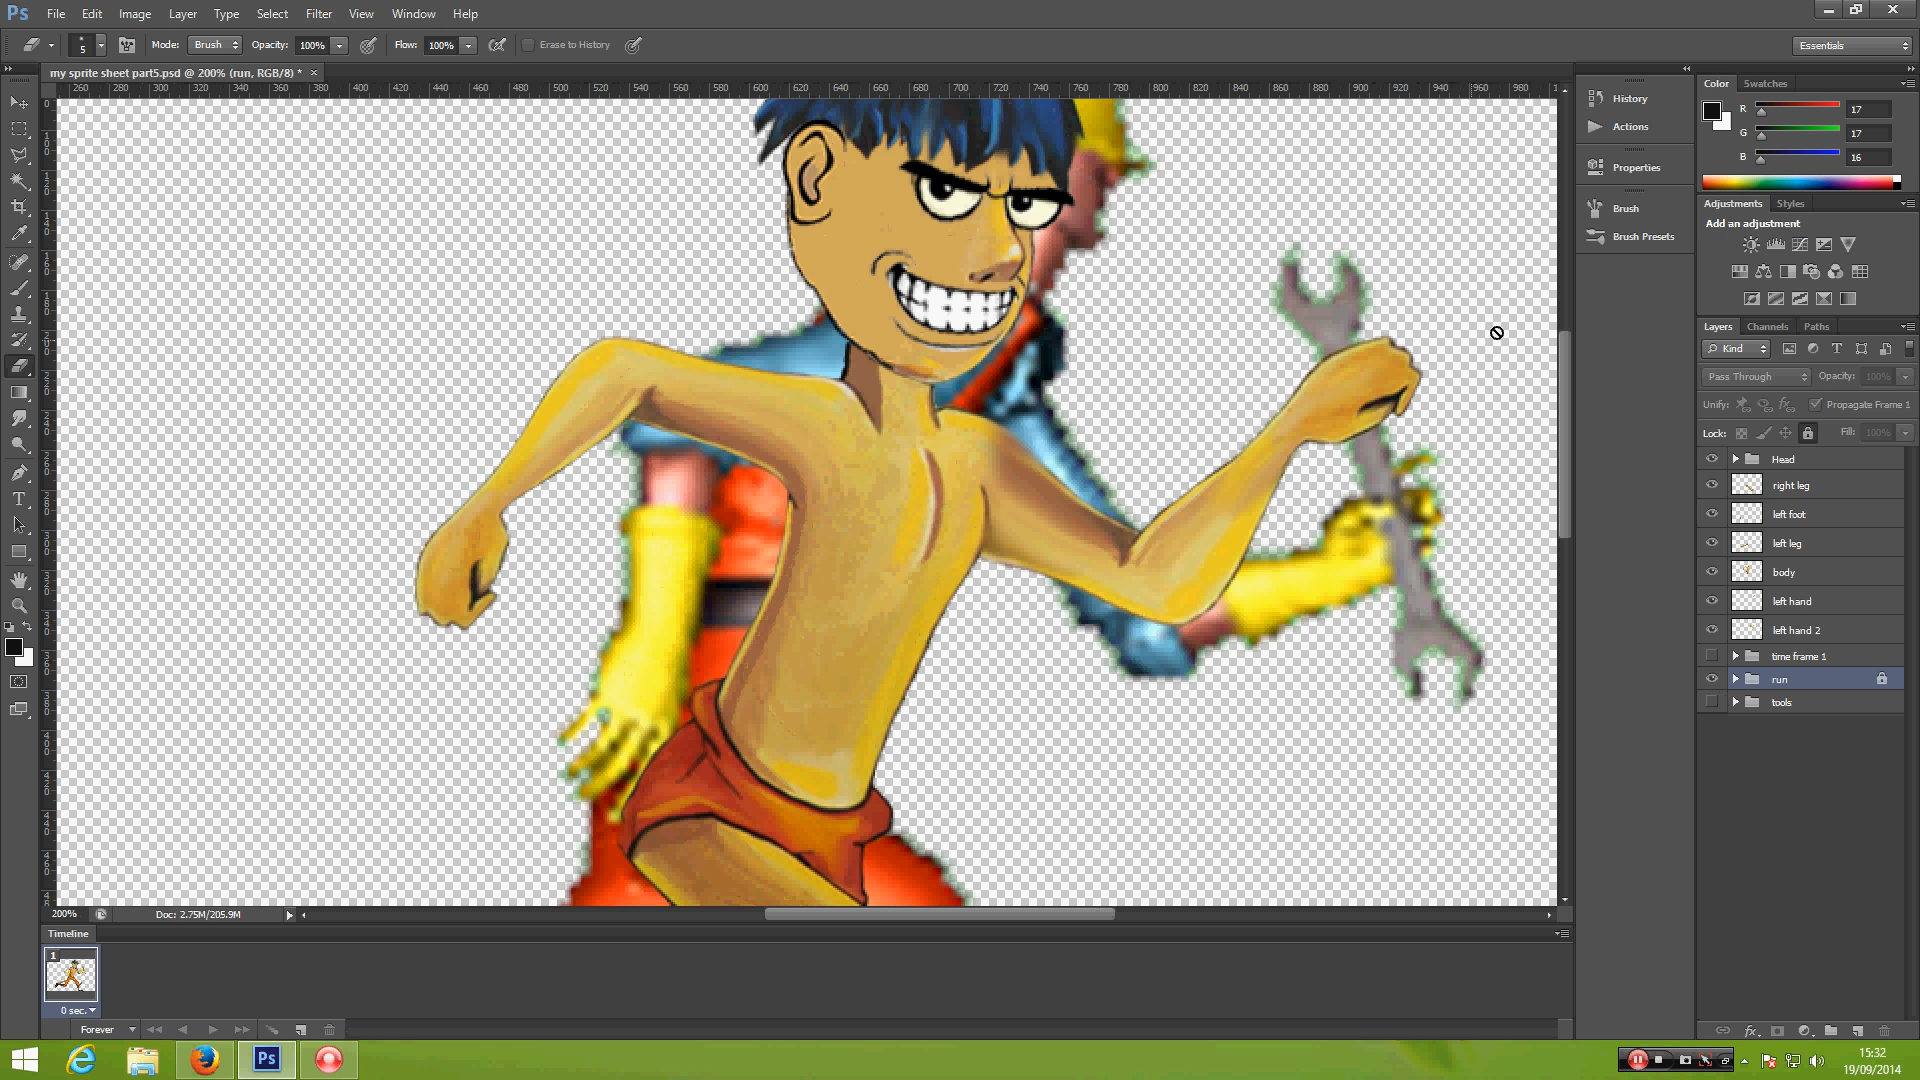 Ps File Edit Image Layer Type Select Filter View Window Help
5 Mode: Brush Opacity: 100% Flow: 100% Erase to History Essentials
my sprite sheet part5.psd @ 200% (run, RGB/8) * ×
260 280 300 320 340 360 380 400 420 440 460 480 500 520 540 560 580 600 620 640 660 680 700 720 740 760 780 800 820 840 860 880 900 920 940 960 980
History
Actions
Properties
Brush
Brush Presets
Color Swatches
R 17
G 17
B 16
Adjustments Styles
Add an adjustment
Layers Channels Paths
Kind
Pass Through Opacity: 100%
Unify: Propagate Frame 1
Lock: Fill: 100%
Head
right leg
left foot
left leg
body
left hand
left hand 2
time frame 1
run
tools
200% Doc: 2.75M/205.9M
Timeline
1
0 sec.
Forever
Ps
15:32
19/09/2014